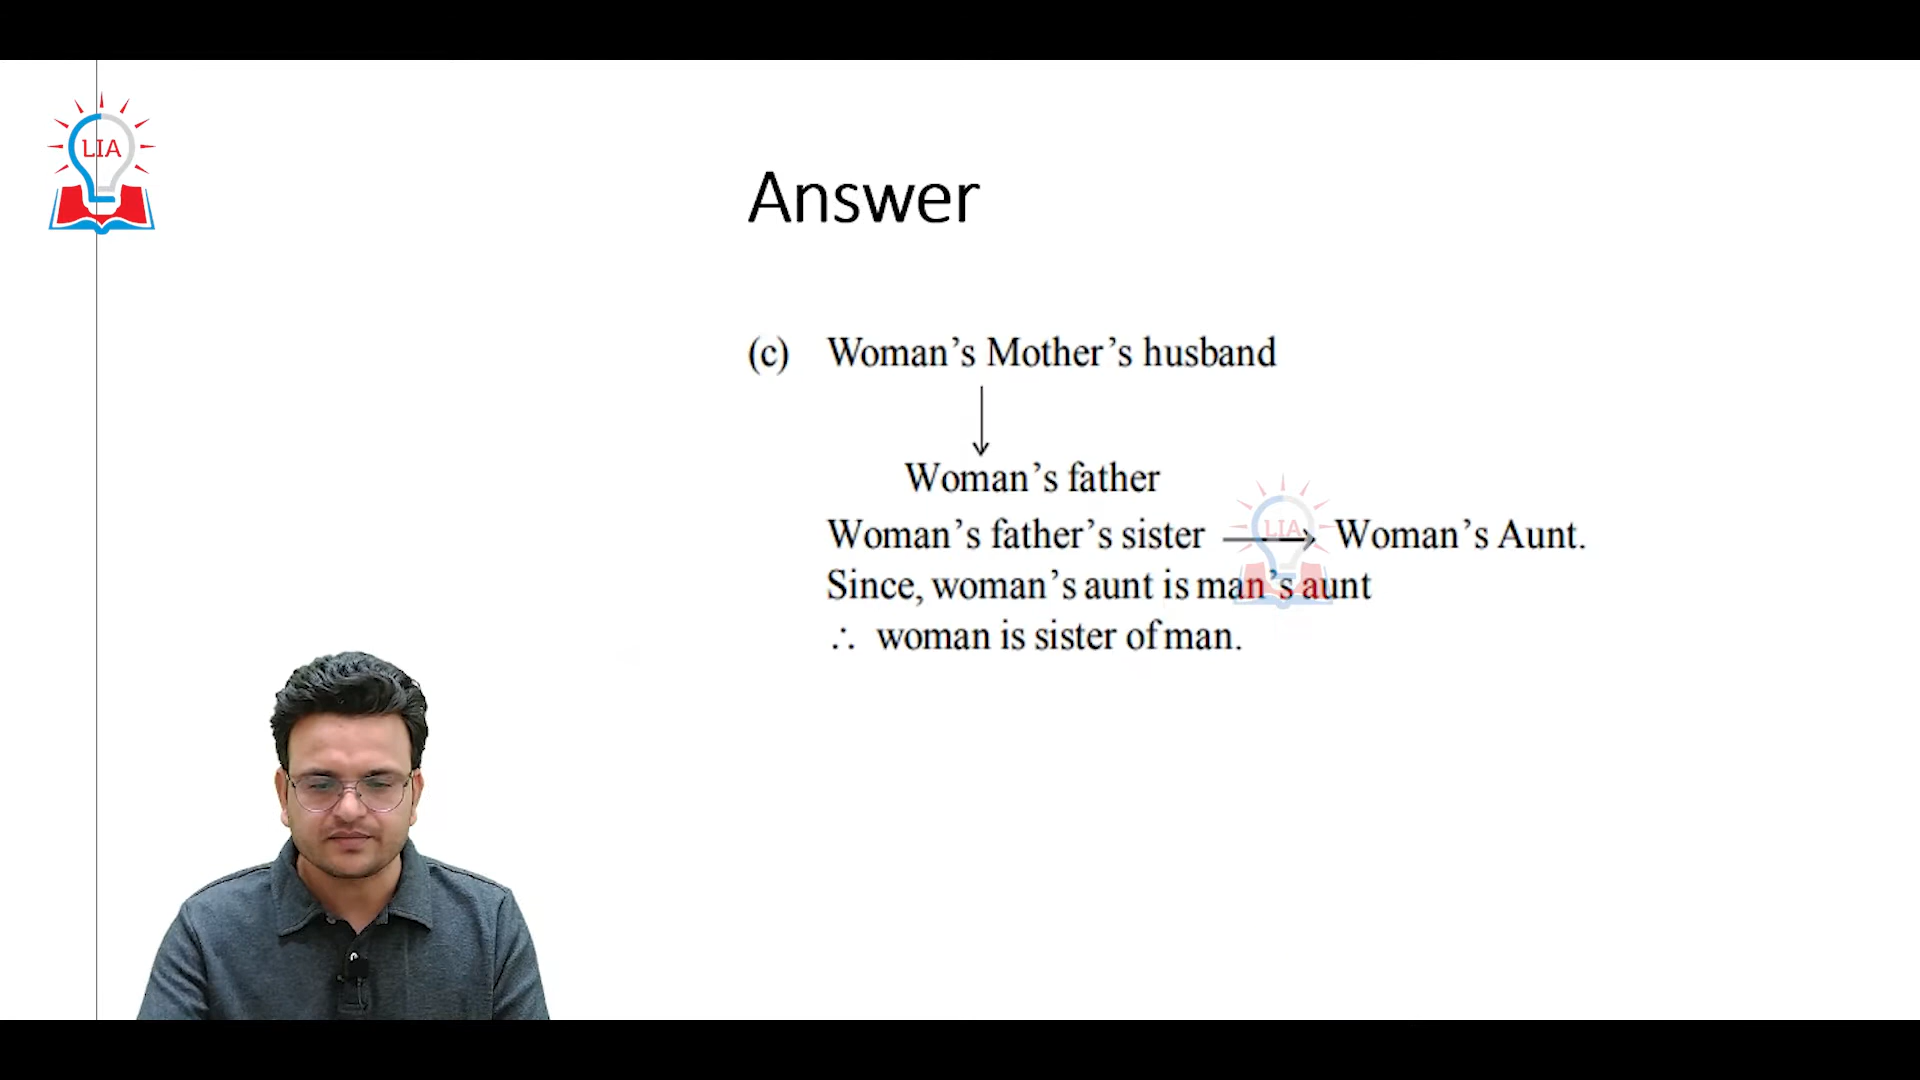 LIA
Answer
(c) Woman’s Mother’s husband
Woman’s father
Woman’s father’s sister → Woman’s Aunt.
LIA
Since, woman’s aunt is man’s aunt
∴ woman is sister of man.